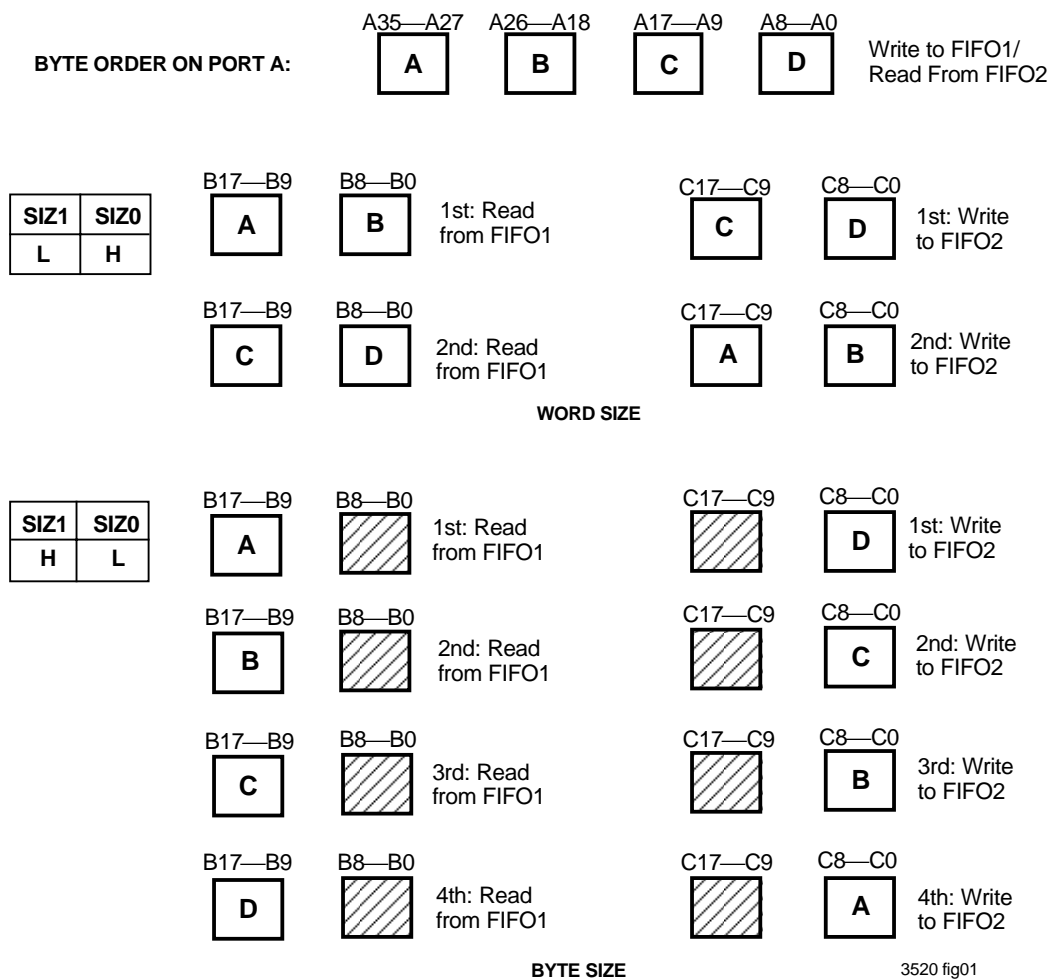 A35—A27 A26—A18 A17—A9 A8—A0
BYTE ORDER ON PORT A: A B C D Write to FIFO1/
Read From FIFO2
B17—B9 B8—B0 C17—C9 C8—C0
SIZ1 SIZ0 A B 1st: Read C D 1st: Write
L H from FIFO1 to FIFO2
B17—B9 B8—B0 C17—C9 C8—C0
C D 2nd: Read A B 2nd: Write
from FIFO1 to FIFO2
WORD SIZE
B17—B9 B8—B0 C17—C9 C8—C0
SIZ1 SIZ0 A 1st: Read D 1st: Write
H L from FIFO1 to FIFO2
B17—B9 B8—B0 C17—C9 C8—C0
B 2nd: Read C 2nd: Write
from FIFO1 to FIFO2
B17—B9 B8—B0 C17—C9 C8—C0
C 3rd: Read B 3rd: Write
from FIFO1 to FIFO2
B17—B9 B8—B0 C17—C9 C8—C0
D 4th: Read A 4th: Write
from FIFO1 to FIFO2
BYTE SIZE 3520 fig01